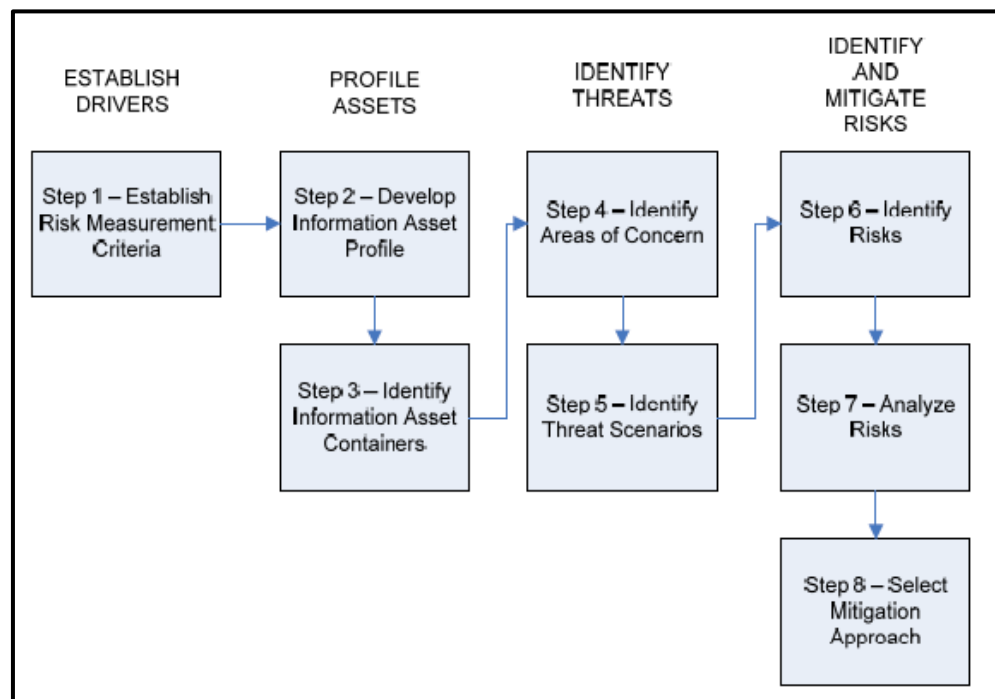 ESTABLISH
DRIVERS
PROFILE
ASSETS
IDENTIFY
THREATS
IDENTIFY
AND
MITIGATE
RISKS
Step 1 – Establish
Risk Measurement
Criteria
Step 2 – Develop
Information Asset
Profile
Step 3 – Identify
Information Asset
Containers
Step 4 – Identify
Areas of Concern
Step 5 – Identify
Threat Scenarios
Step 6 – Identify
Risks
Step 7 – Analyze
Risks
Step 8 – Select
Mitigation
Approach